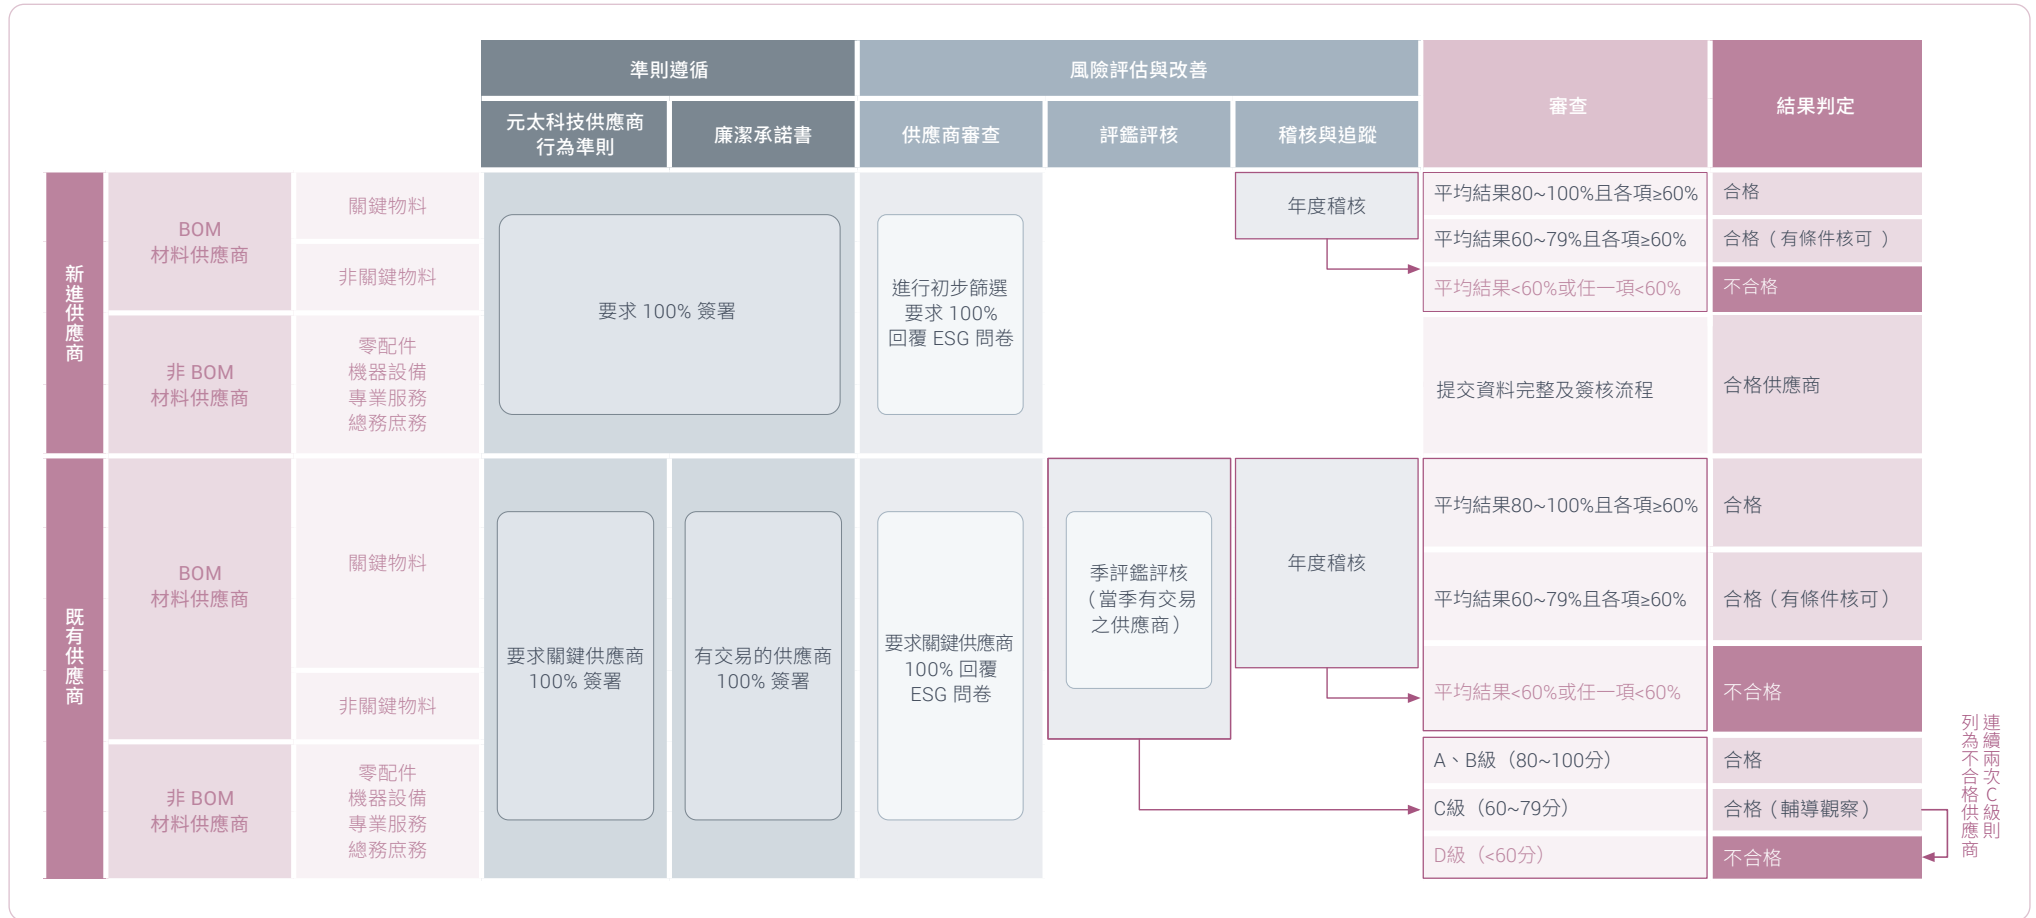 準則遵循
風險評估與改善
審查
結果判定
元太科技供應商
行為準則
廉潔承諾書
供應商審查
評鑑評核
稽核與追蹤
新進供應商
BOM
材料供應商
關鍵物料
非關鍵物料
非 BOM
材料供應商
零配件
機器設備
專業服務
總務庶務
要求 100% 簽署
進行初步篩選
要求 100%
回覆 ESG 問卷
年度稽核
平均結果80~100%且各項≥60%
合格
平均結果60~79%且各項≥60%
合格（有條件核可 ）
平均結果<60%或任一項<60%
不合格
提交資料完整及簽核流程
合格供應商
既有供應商
BOM
材料供應商
關鍵物料
非關鍵物料
非 BOM
材料供應商
零配件
機器設備
專業服務
總務庶務
要求關鍵供應商
100% 簽署
有交易的供應商
100% 簽署
要求關鍵供應商
100% 回覆
ESG 問卷
季評鑑評核
（當季有交易
之供應商）
年度稽核
平均結果80~100%且各項≥60%
合格
平均結果60~79%且各項≥60%
合格（有條件核可）
平均結果<60%或任一項<60%
不合格
A、B級（80~100分）
合格
C級（60~79分）
合格（輔導觀察）
D級（<60分）
不合格
連續兩次C級則
列為不合格供應商